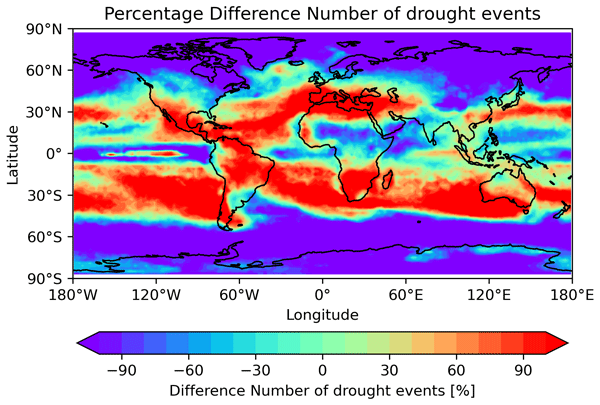 Percentage Difference Number of drought events
90°N
60°N
30°N
0°
30°S
60°S
90°S
Latitude
180°W 120°W 60°W 0° 60°E 120°E 180°E
Longitude
−90 −60 −30 0 30 60 90
Difference Number of drought events [%]